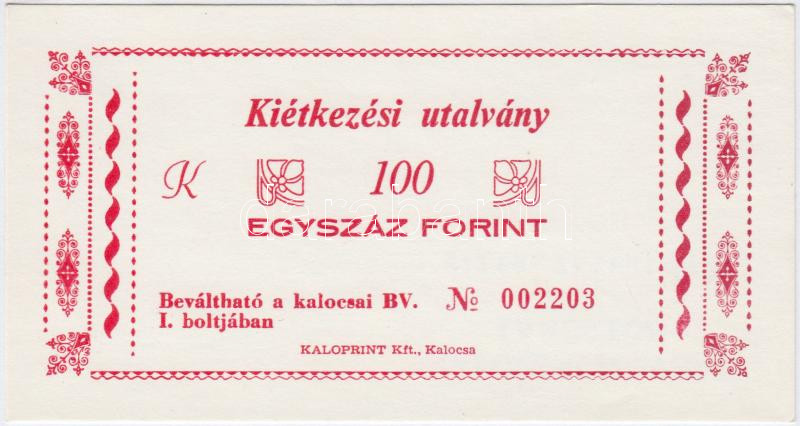 Kiétkezési utalvány
K 100
EGYSZÁZ FORINT
Beváltható a kalocsai BV. № 002203
I. boltjában
KALOPRINT Kft., Kalocsa